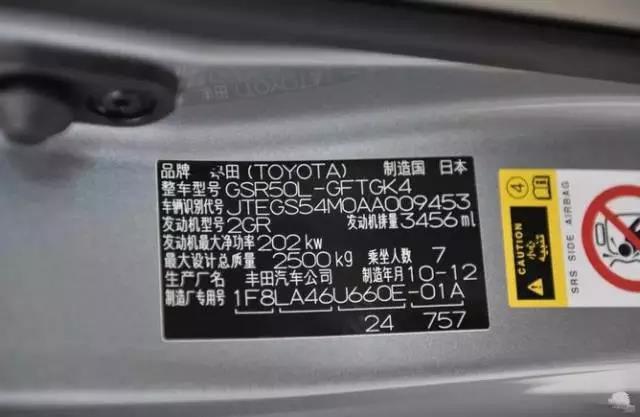 品牌 丰田(TOYOTA) 制造国 日本
整车型号 GSR50L-GFTGK4
车辆识别代号 JTEGS54M0AA009453
发动机型号 2GR 发动机排量 3456 ml
发动机最大净功率 202 kw
最大设计总质量 2500 kg 乘坐人数 7
生产厂名 丰田汽车公司 制造年月 10-12
制造厂专用号 1F8LA46U660E-01A
24 757
4
SRS SIDE AIRBAG